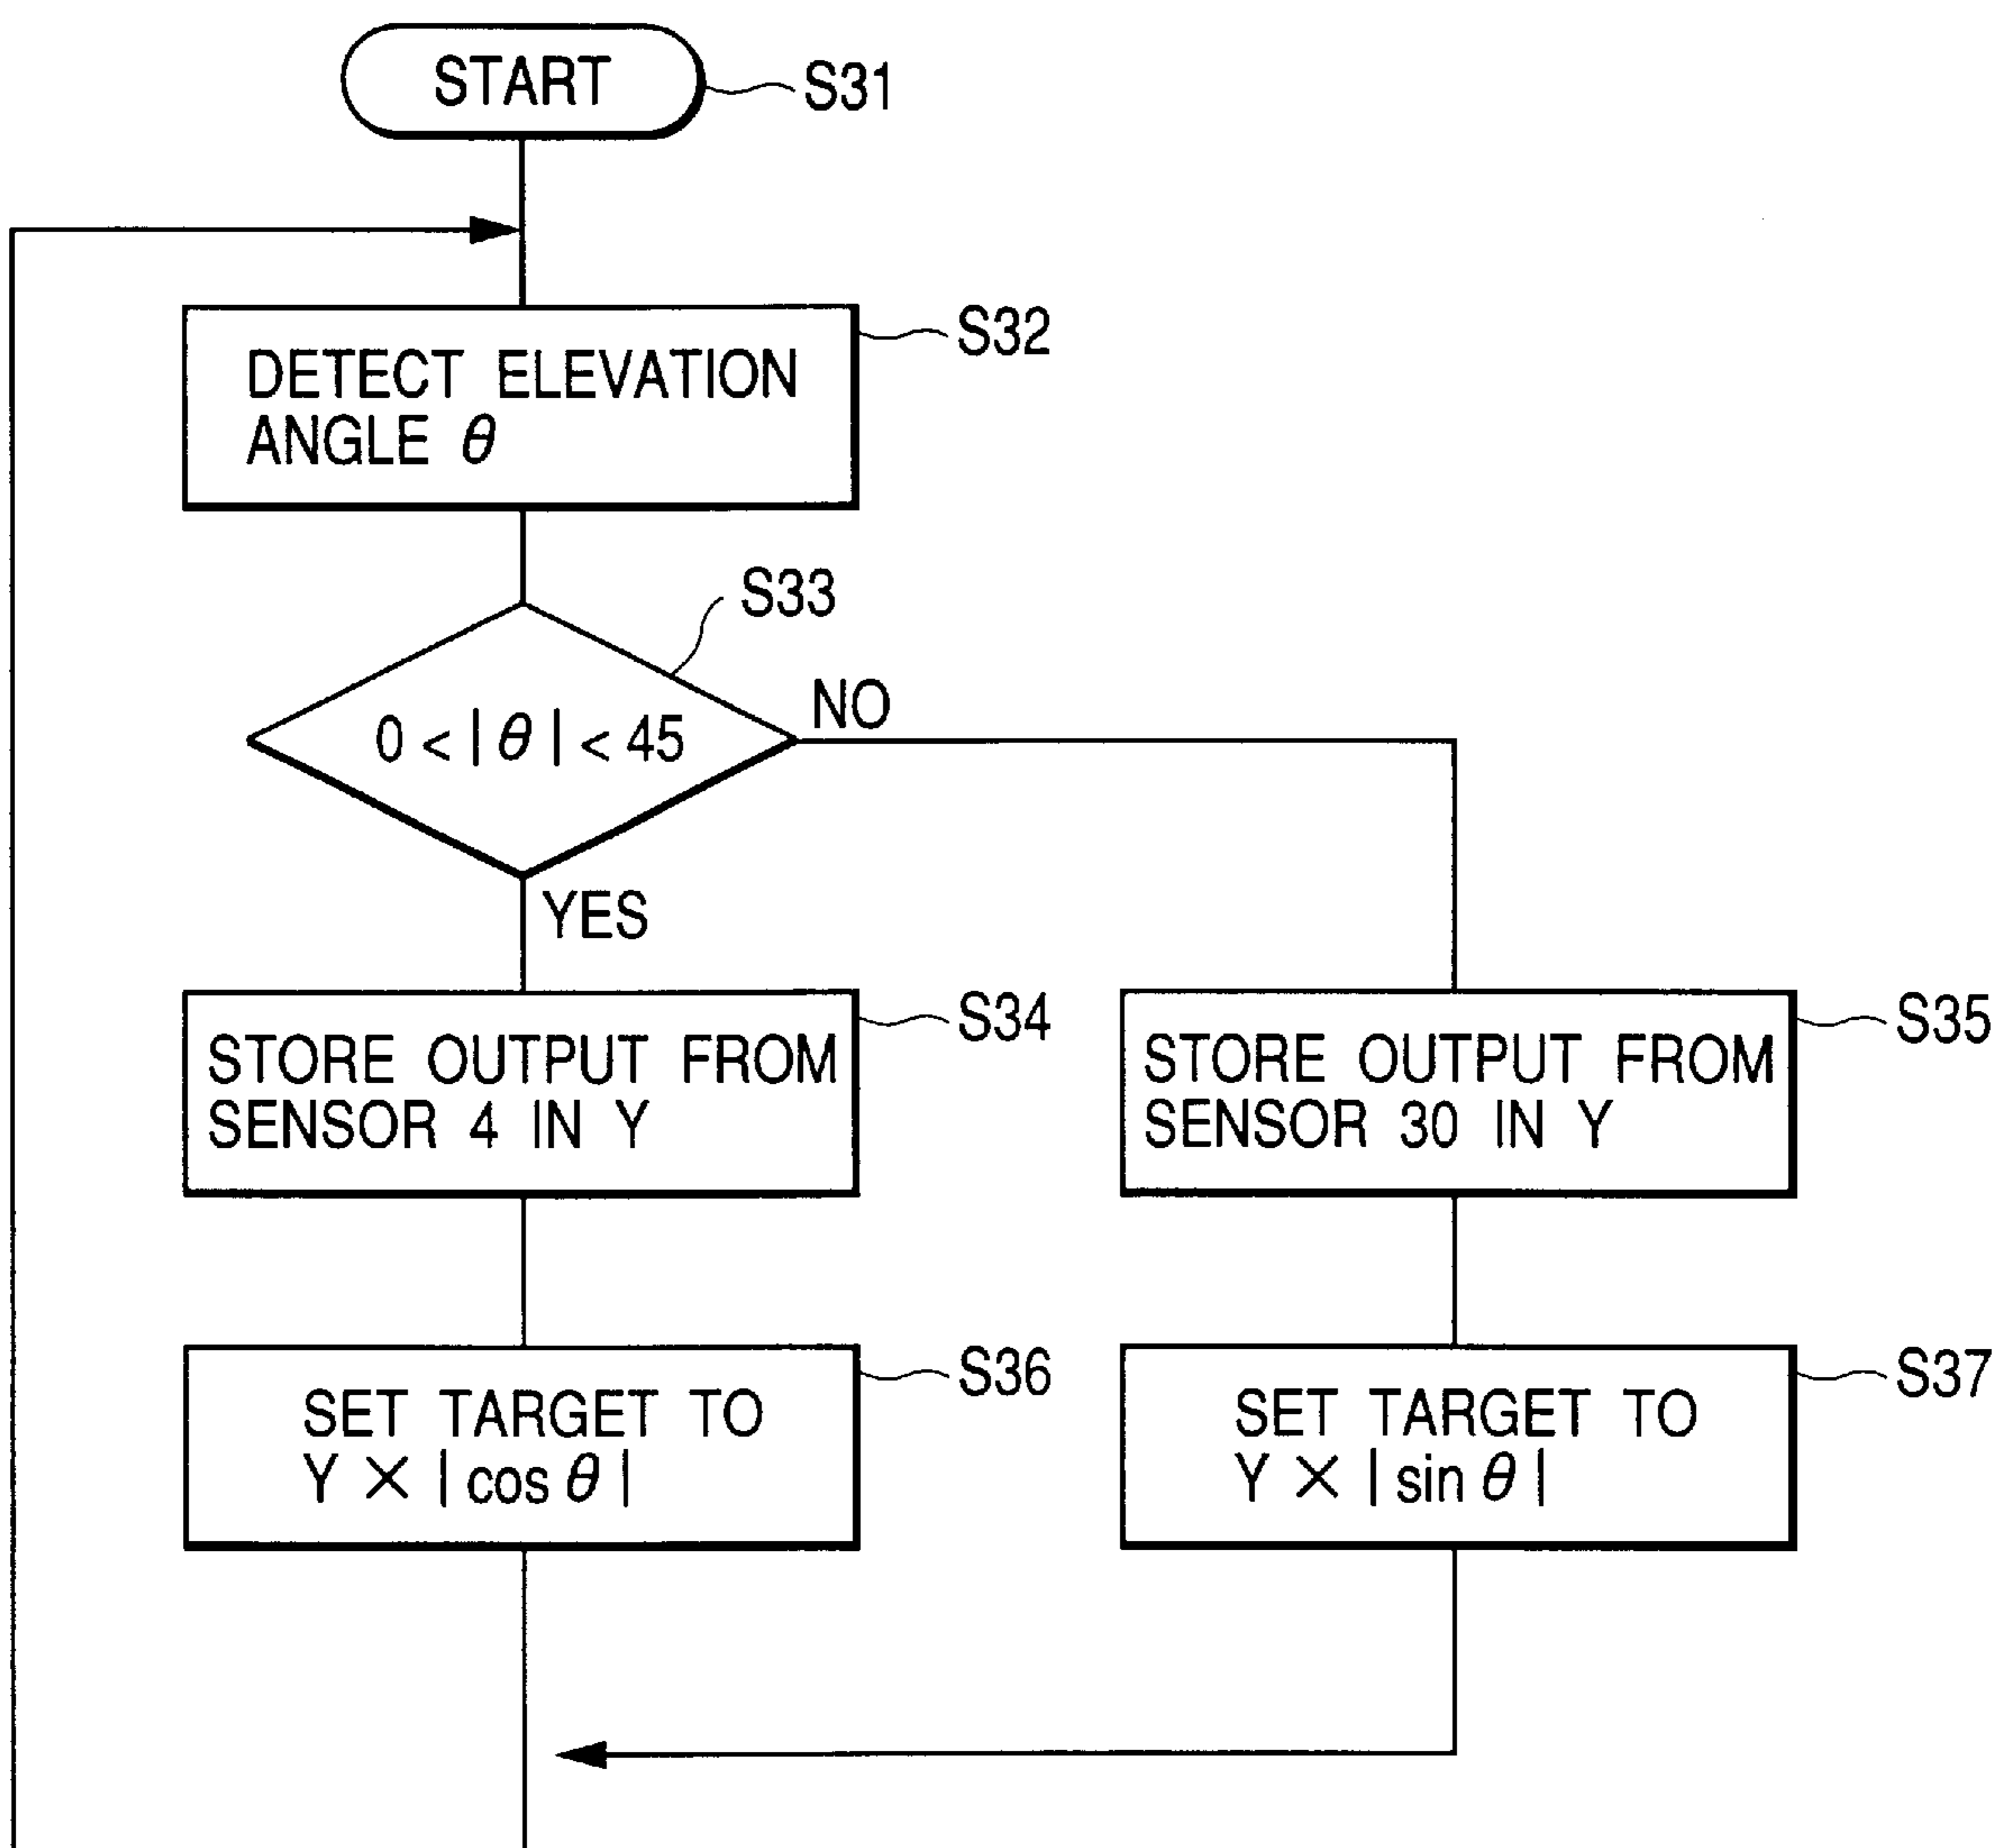 START
S31
DETECT ELEVATION
ANGLE θ
S32
S33
0 < | θ | < 45
NO
YES
STORE OUTPUT FROM
SENSOR 4 IN Y
S34
STORE OUTPUT FROM
SENSOR 30 IN Y
S35
SET TARGET TO
Y × | cos θ |
S36
SET TARGET TO
Y × | sin θ |
S37